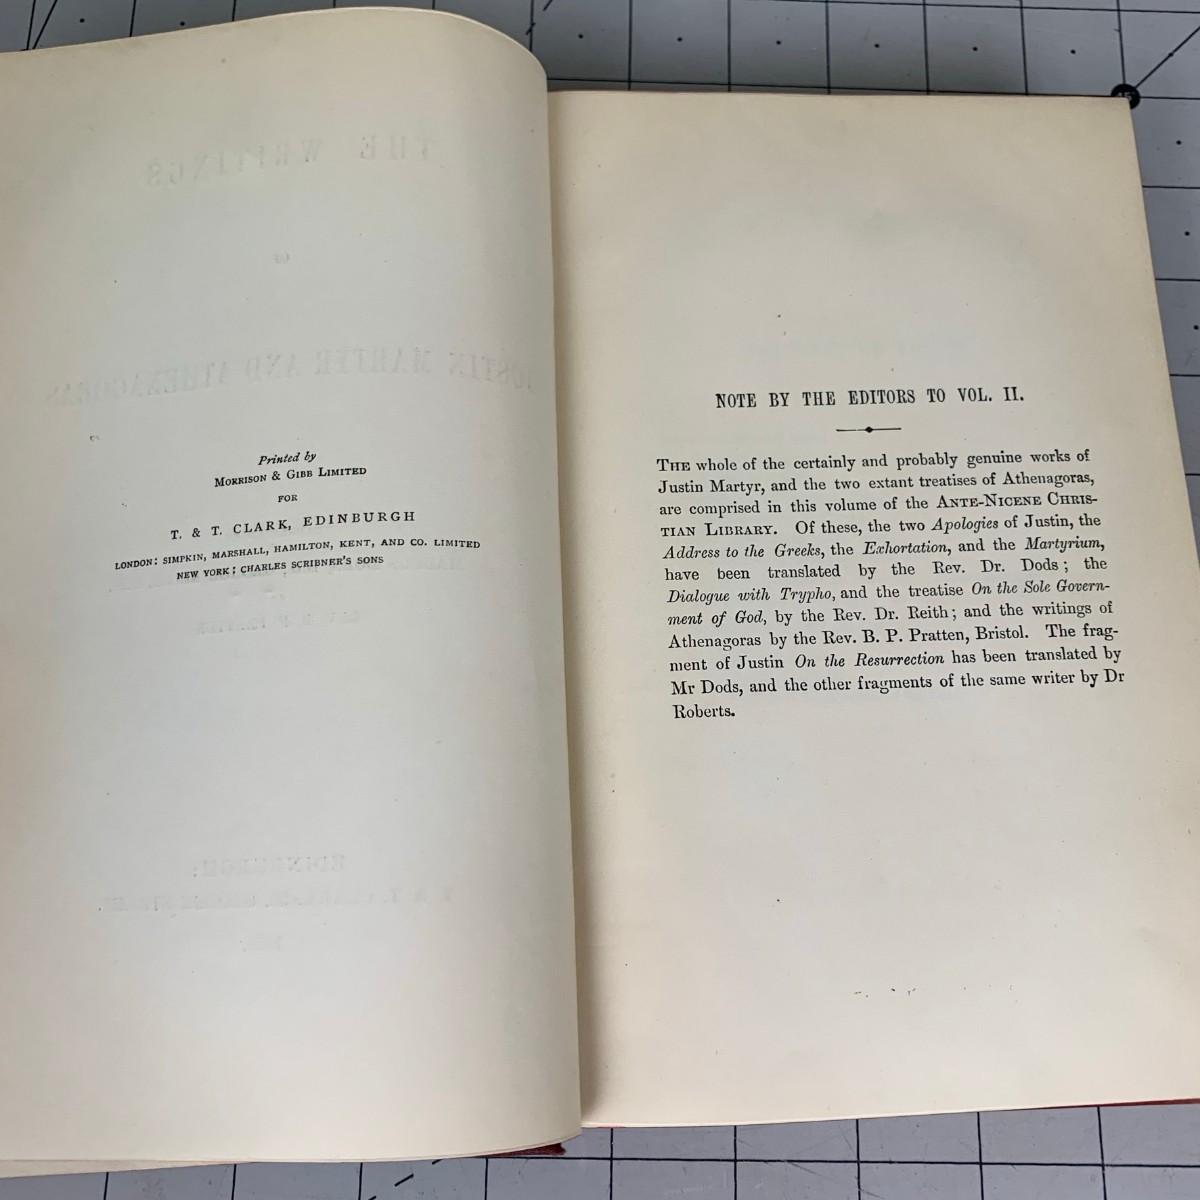 Printed by
MORRISON & GIBB LIMITED
FOR
T. & T. CLARK, EDINBURGH
LONDON: SIMPKIN, MARSHALL, HAMILTON, KENT, AND CO. LIMITED
NEW YORK: CHARLES SCRIBNER'S SONS
NOTE BY THE EDITORS TO VOL. II.
THE whole of the certainly and probably genuine works of
Justin Martyr, and the two extant treatises of Athenagoras,
are comprised in this volume of the ANTE-NICENE CHRIS-
TIAN LIBRARY. Of these, the two Apologies of Justin, the
Address to the Greeks, the Exhortation, and the Martyrium,
have been translated by the Rev. Dr. Dods; the
Dialogue with Trypho, and the treatise On the Sole Govern-
ment of God, by the Rev. Dr. Reith; and the writings of
Athenagoras by the Rev. B. P. Pratten, Bristol. The frag-
ment of Justin On the Resurrection has been translated by
Mr Dods, and the other fragments of the same writer by Dr
Roberts.